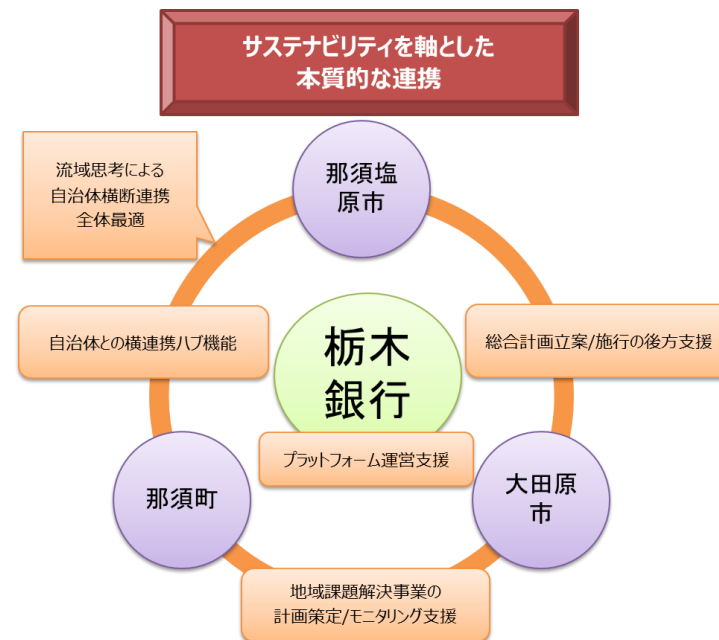 サステナビリティを軸とした
本質的な連携
流域思考による
自治体横断連携
全体最適
那須塩
原市
自治体との横連携ハブ機能
栃木
銀行
総合計画立案/施行の後方支援
プラットフォーム運営支援
那須町
大田原
市
地域課題解決事業の
計画策定/モニタリング支援